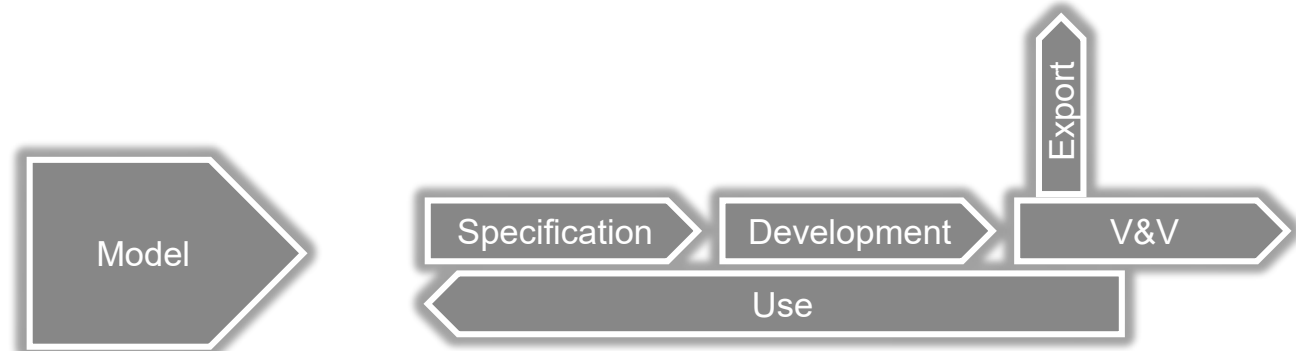 Export
Model
Specification
Development
V&V
Use